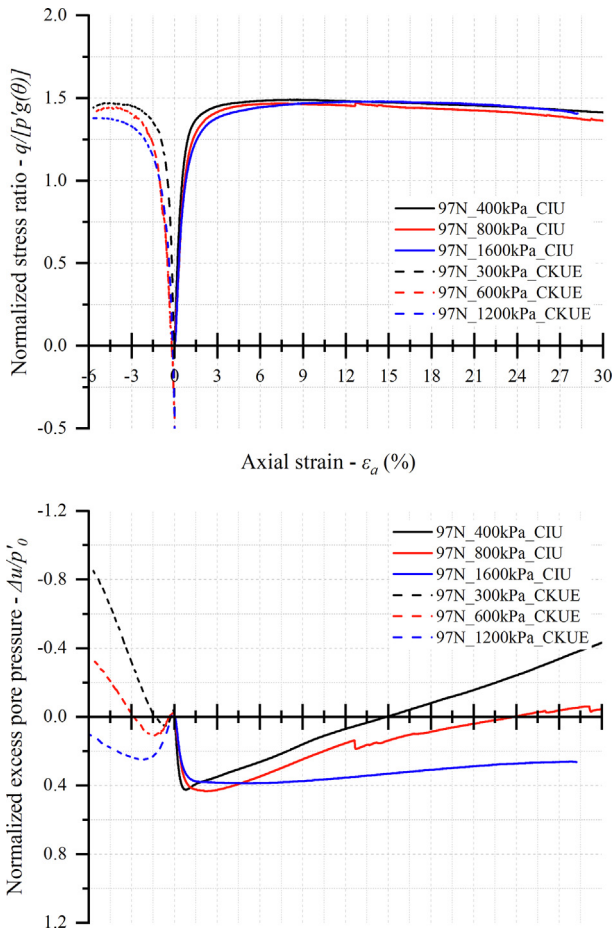 2.0
1.5
1.0
0.5
0.0
-0.5
Normalized stress ratio - q/[p'g(θ)]
97N_400kPa_CIU
97N_800kPa_CIU
97N_1600kPa_CIU
97N_300kPa_CKUE
97N_600kPa_CKUE
97N_1200kPa_CKUE
-6 -3 0 3 6 9 12 15 18 21 24 27 30
Axial strain - εa (%)
-1.2
-0.8
-0.4
0.0
0.4
0.8
1.2
Normalized excess pore pressure - Δu/p'0
97N_400kPa_CIU
97N_800kPa_CIU
97N_1600kPa_CIU
97N_300kPa_CKUE
97N_600kPa_CKUE
97N_1200kPa_CKUE